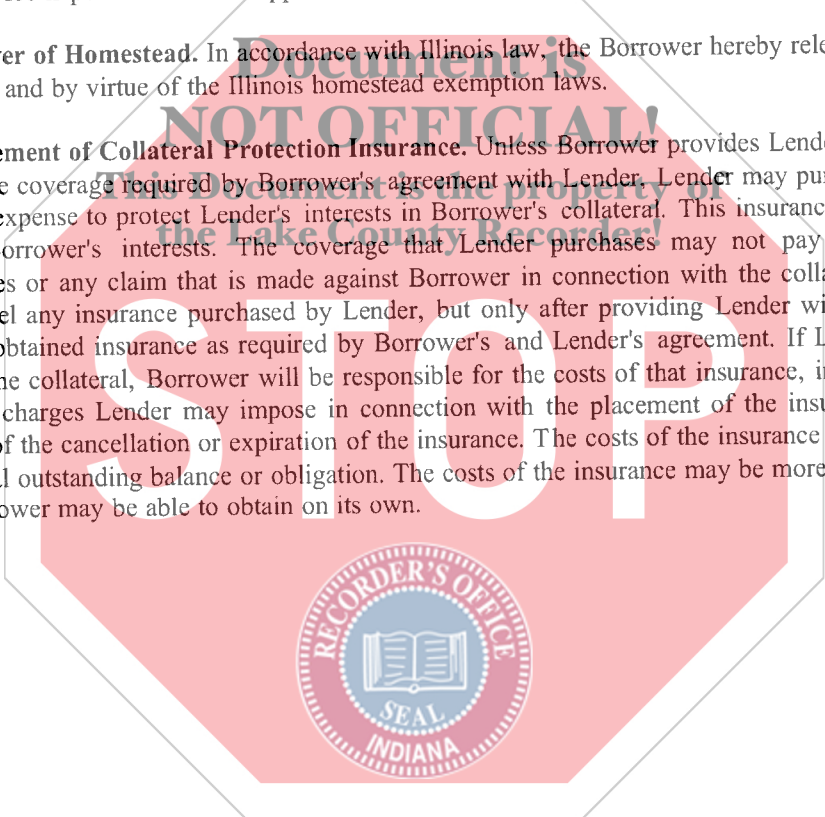 er of Homestead. In accordance with Illinois law, the Borrower hereby rele
and by virtue of the Illinois homestead exemption laws.
ement of Collateral Protection Insurance. Unless Borrower provides Lende
e coverage required by Borrower's agreement with Lender, Lender may pu
expense to protect Lender's interests in Borrower's collateral. This insuranc
orrower's interests. The coverage that Lender purchases may not pay
es or any claim that is made against Borrower in connection with the colla
el any insurance purchased by Lender, but only after providing Lender wi
obtained insurance as required by Borrower's and Lender's agreement. If L
he collateral, Borrower will be responsible for the costs of that insurance, i
charges Lender may impose in connection with the placement of the insu
of the cancellation or expiration of the insurance. The costs of the insurance
l outstanding balance or obligation. The costs of the insurance may be more
ower may be able to obtain on its own.
Document is
NOT OFFICIAL!
This Document is the property of
the Lake County Recorder!
STOP
RECORDER'S OFFICE
SEAL
INDIANA